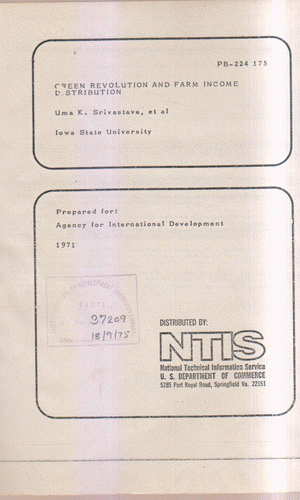 PB-224 175
GREEN REVOLUTION AND FARM INCOME
DISTRIBUTION
Uma K. Srivastava, et al
Iowa State University
Prepared for:
Agency for International Development
1971
37209
18/9/75
DISTRIBUTED BY:
NTIS
National Technical Information Service
U. S. DEPARTMENT OF COMMERCE
5285 Port Royal Road, Springfield Va. 22151